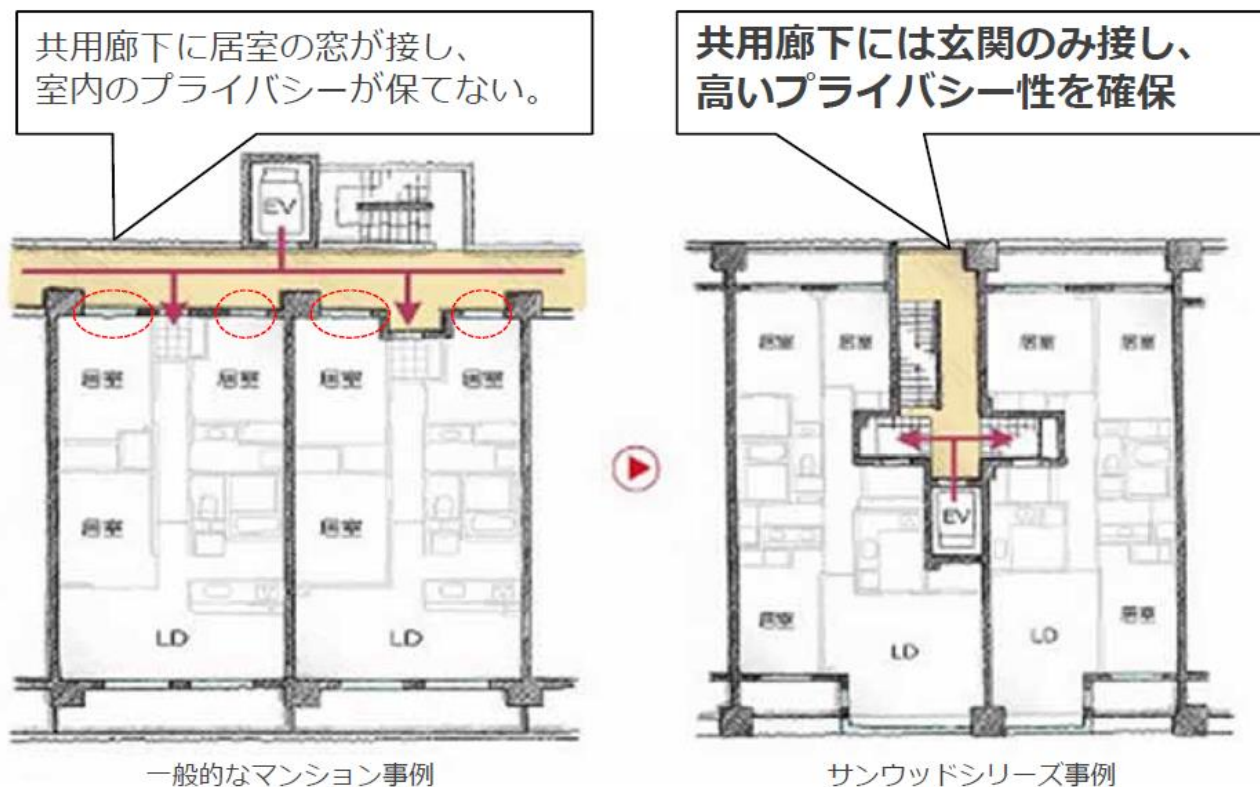 共用廊下に居室の窓が接し、
室内のプライバシーが保てない。
EV
居室
居室
居室
居室
居室
居室
LD
LD
一般的なマンション事例
共用廊下には玄関のみ接し、
高いプライバシー性を確保
居室
居室
居室
居室
EV
居室
居室
LD
LD
サンウッドシリーズ事例